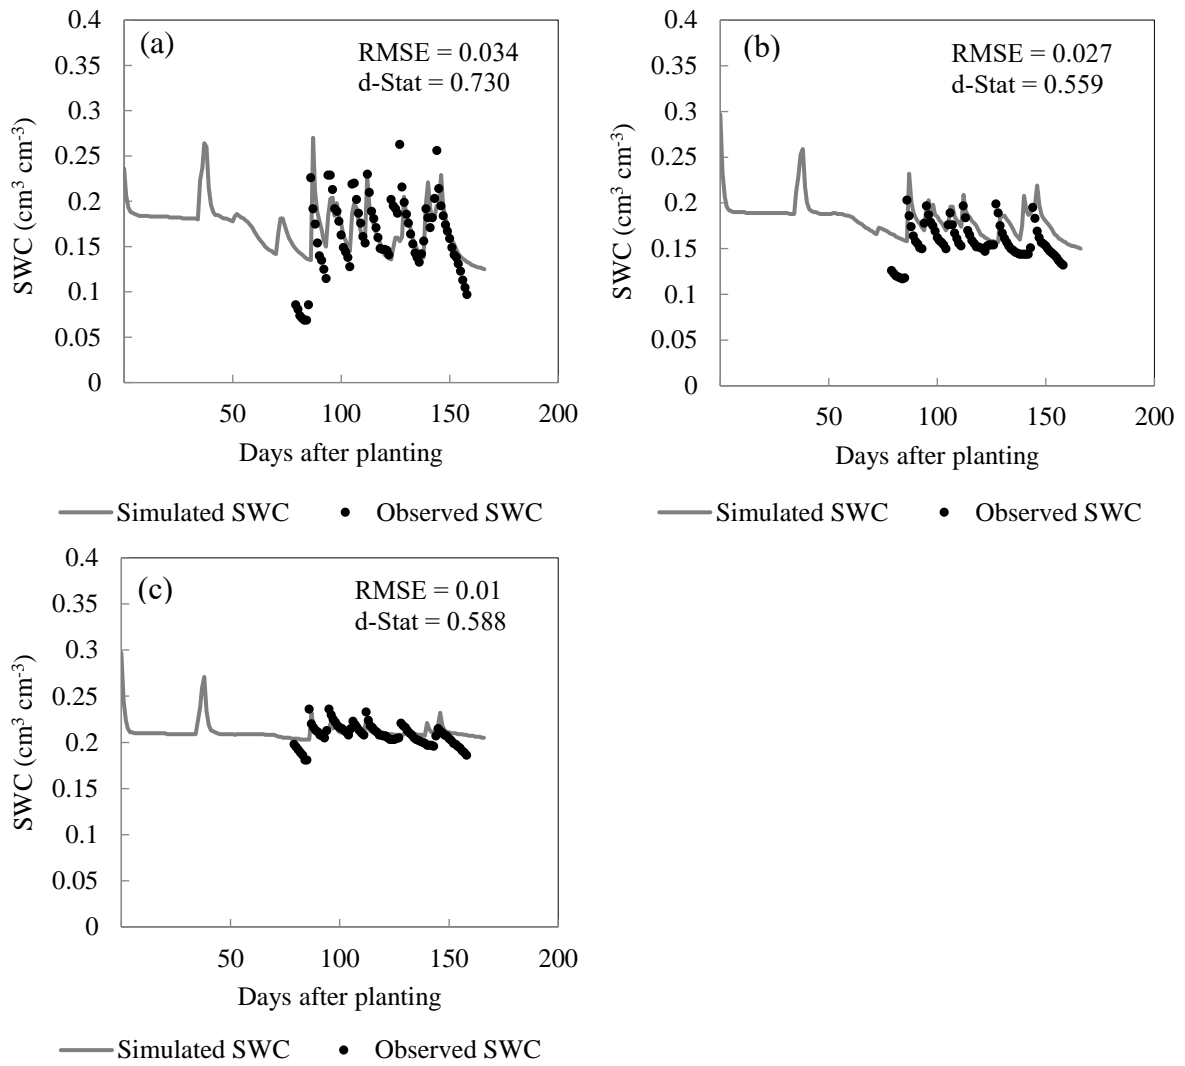 (a)
RMSE = 0.034
d-Stat = 0.730
SWC (cm³ cm⁻³)
0.4
0.35
0.3
0.25
0.2
0.15
0.1
0.05
0
50 100 150 200
Days after planting
Simulated SWC Observed SWC
(b)
RMSE = 0.027
d-Stat = 0.559
SWC (cm³ cm⁻³)
0.4
0.35
0.3
0.25
0.2
0.15
0.1
0.05
0
50 100 150 200
Days after planting
Simulated SWC Observed SWC
(c)
RMSE = 0.01
d-Stat = 0.588
SWC (cm³ cm⁻³)
0.4
0.35
0.3
0.25
0.2
0.15
0.1
0.05
0
50 100 150 200
Days after planting
Simulated SWC Observed SWC